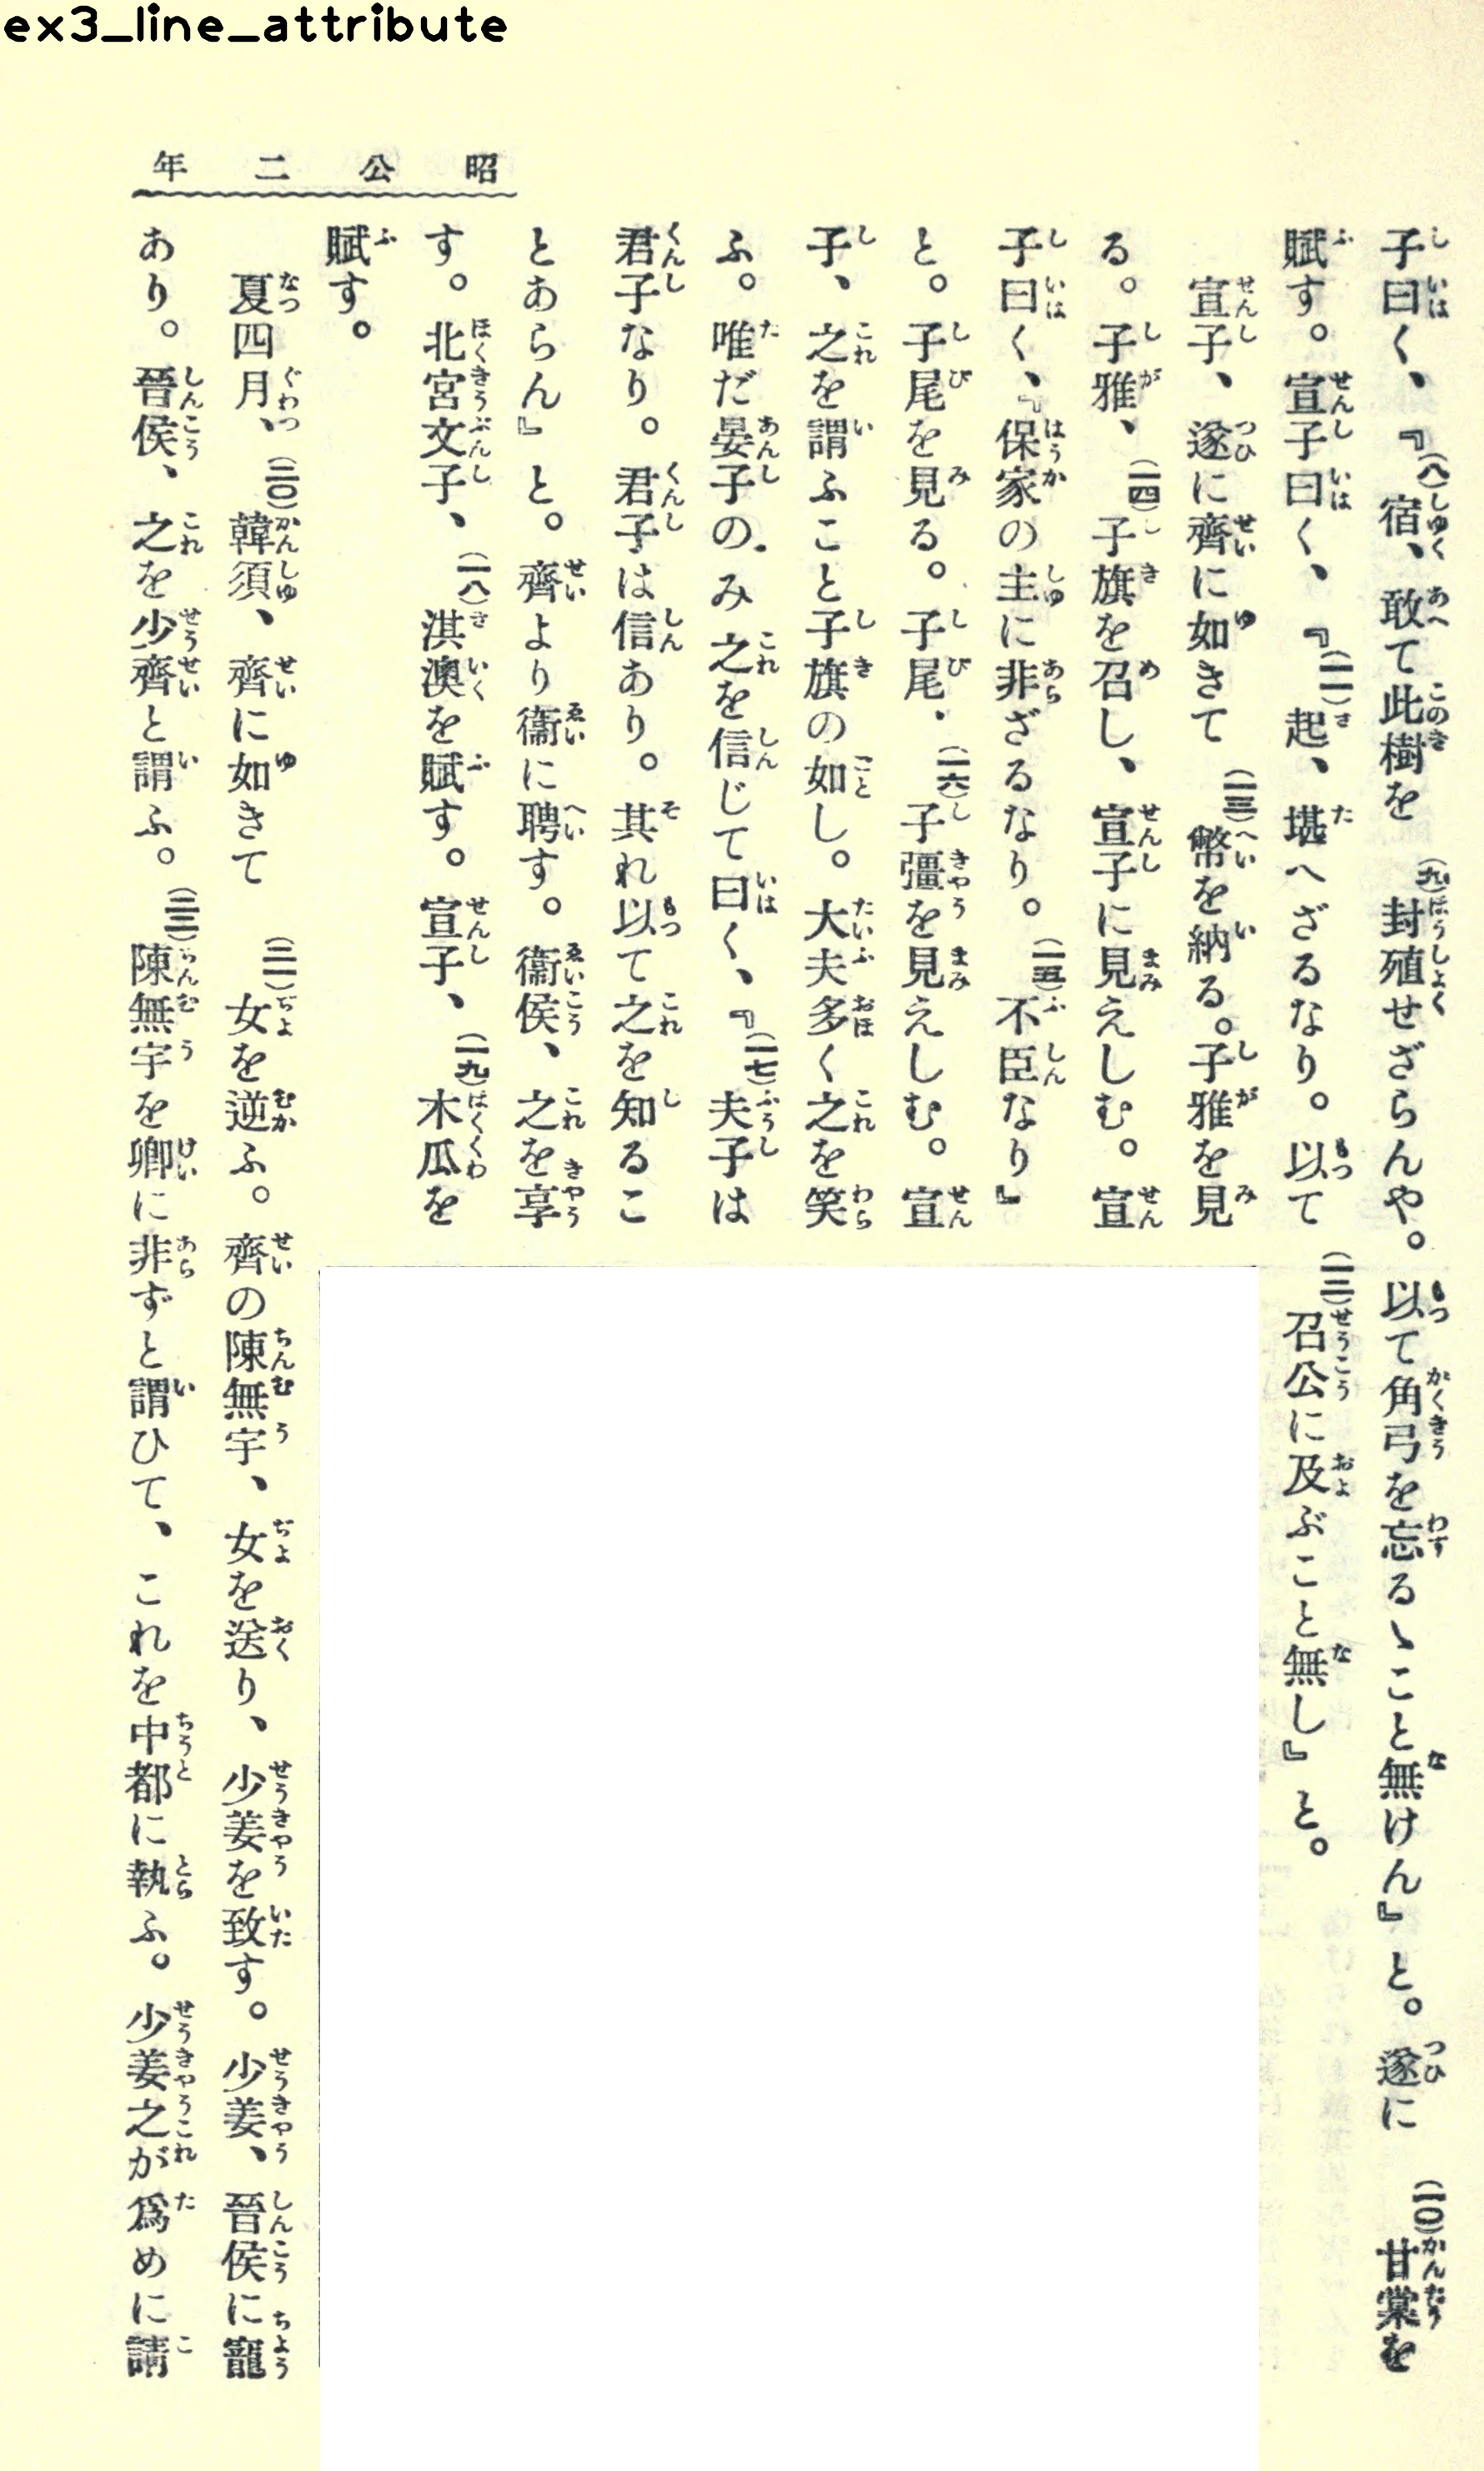 ex3_line_attribute
昭公二年
子曰く、『(八)宿、敢て此樹を(九)封殖せざらんや。以て角弓を忘るゝこと無けん』と。遂に(一〇)甘棠を
賦す。宣子曰く、『(一一)起、堪へざるなり。以て(一二)召公に及ぶこと無し』と。
宣子、遂に齊に如きて(一三)幣を納る。子雅を見
る。子雅、(一四)子旗を召し、宣子に見えしむ。宣
子曰く、『保家の主に非ざるなり。(一五)不臣なり』
と。子尾を見る。子尾、(一六)子彊を見えしむ。宣
子、之を謂ふこと子旗の如し。大夫多く之を笑
ふ。唯だ晏子のみ之を信じて曰く、『(一七)夫子は
君子なり。君子は信あり。其れ以て之を知るこ
とあらん』と。齊より衞に聘す。衞侯、之を享
す。北宮文子、(一八)淇澳を賦す。宣子、(一九)木瓜を
賦す。
夏四月、(二〇)韓須、齊に如きて(二一)女を逆ふ。齊の陳無宇、女を送り、少姜を致す。少姜、晉侯に寵
あり。晉侯、之を少齊と謂ふ。(二二)陳無宇を卿に非ずと謂ひて、これを中都に執ふ。少姜之が爲めに請